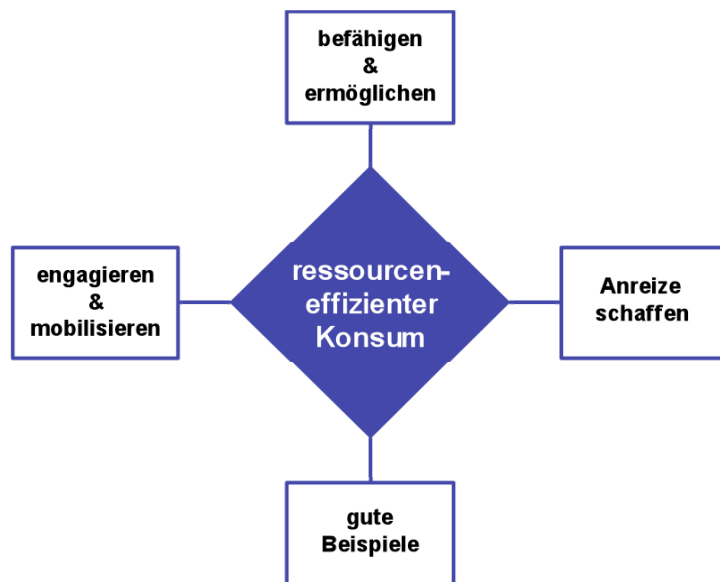 befähigen
&
ermöglichen
engagieren
&
mobilisieren
ressourcen-
effizienter
Konsum
Anreize
schaffen
gute
Beispiele